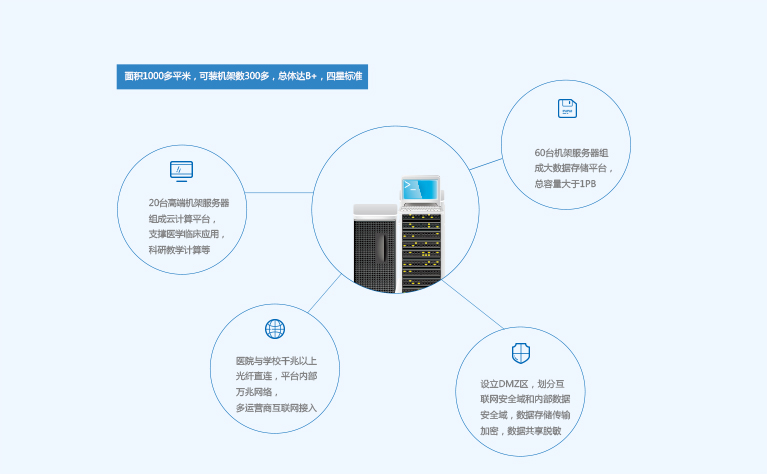 面积1000多平米，可装机架数300多，总体达B+，四星标准
60台机架服务器组
成大数据存储平台，
总容量大于1PB
20台高端机架服务器
组成云计算平台，
支撑医学临床应用，
科研教学计算等
医院与学校千兆以上
光纤直连，平台内部
万兆网络，
多运营商互联网接入
设立DMZ区，划分互
联网安全域和内部数据
安全域，数据存储传输
加密，数据共享脱敏